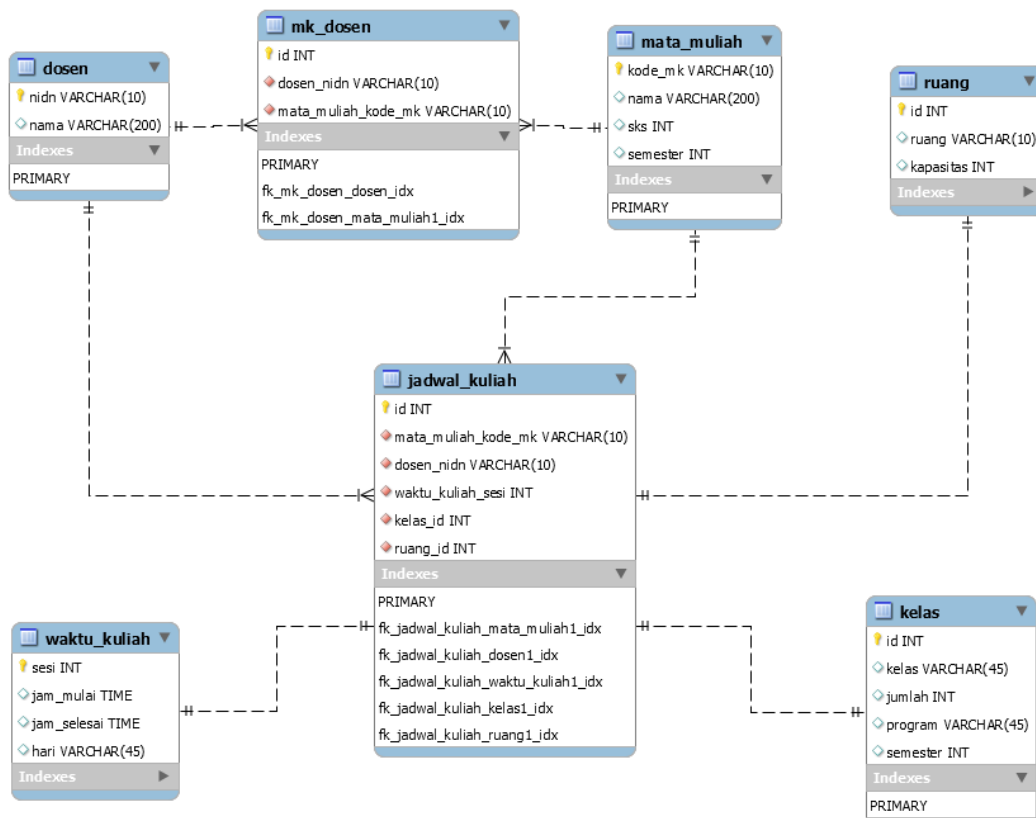 dosen
nidn VARCHAR(10)
nama VARCHAR(200)
Indexes
PRIMARY
mk_dosen
id INT
dosen_nidn VARCHAR(10)
mata_muliah_kode_mk VARCHAR(10)
Indexes
PRIMARY
fk_mk_dosen_dosen_idx
fk_mk_dosen_mata_muliah1_idx
mata_muliah
kode_mk VARCHAR(10)
nama VARCHAR(200)
sks INT
semester INT
Indexes
PRIMARY
ruang
id INT
ruang VARCHAR(10)
kapasitas INT
Indexes
jadwal_kuliah
id INT
mata_muliah_kode_mk VARCHAR(10)
dosen_nidn VARCHAR(10)
waktu_kuliah_sesi INT
kelas_id INT
ruang_id INT
Indexes
PRIMARY
fk_jadwal_kuliah_mata_muliah1_idx
fk_jadwal_kuliah_dosen1_idx
fk_jadwal_kuliah_waktu_kuliah1_idx
fk_jadwal_kuliah_kelas1_idx
fk_jadwal_kuliah_ruang1_idx
waktu_kuliah
sesi INT
jam_mulai TIME
jam_selesai TIME
hari VARCHAR(45)
Indexes
kelas
id INT
kelas VARCHAR(45)
jumlah INT
program VARCHAR(45)
semester INT
Indexes
PRIMARY